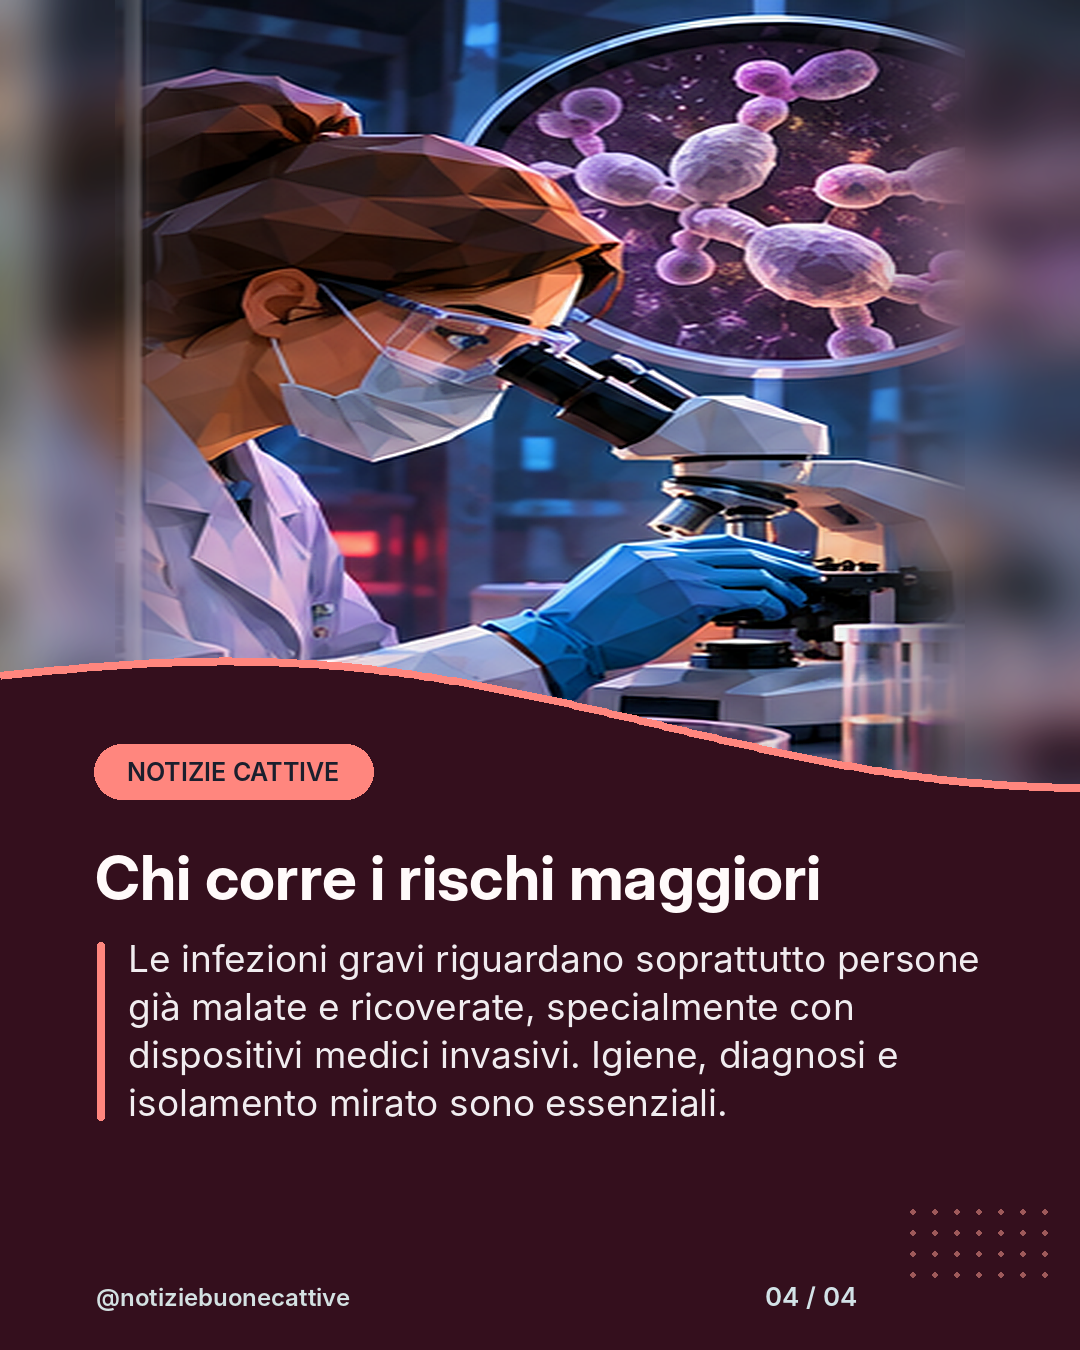 NOTIZIE CATTIVE
Chi corre i rischi maggiori
Le infezioni gravi riguardano soprattutto persone
già malate e ricoverate, specialmente con
dispositivi medici invasivi. Igiene, diagnosi e
isolamento mirato sono essenziali.
@notiziebuonecattive
04 / 04